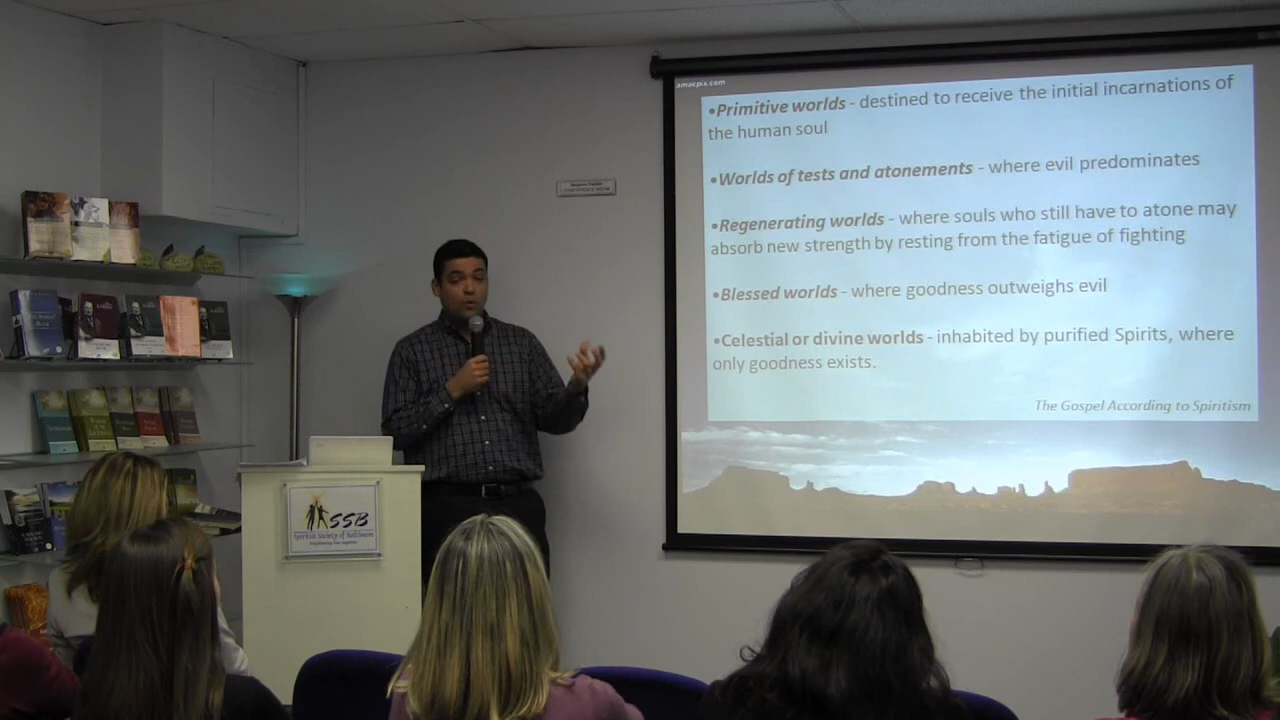 amacpix.com
•Primitive worlds - destined to receive the initial incarnations of
the human soul
•Worlds of tests and atonements - where evil predominates
•Regenerating worlds - where souls who still have to atone may
absorb new strength by resting from the fatigue of fighting
•Blessed worlds - where goodness outweighs evil
•Celestial or divine worlds - inhabited by purified Spirits, where
only goodness exists.
The Gospel According to Spiritism
CONFERENCE ROOM
SSB
Spiritist Society of Baltimore